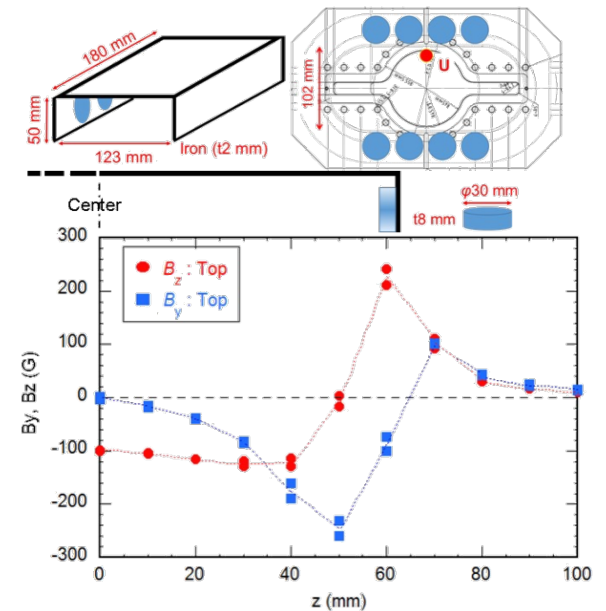 180 mm
50 mm
123 mm
Iron (t2 mm)
102 mm
U
φ30 mm
t8 mm
Center
300
200
100
0
-100
-200
-300
By, Bz (G)
Bz : Top
By : Top
0
20
40
60
80
100
z (mm)